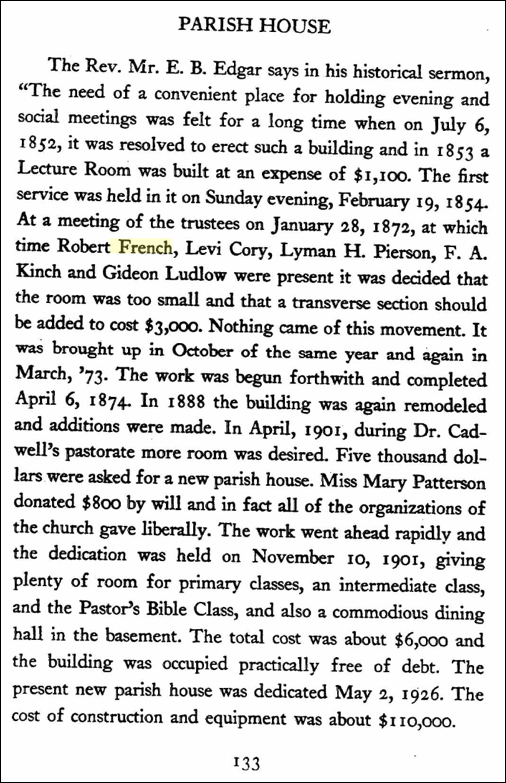 PARISH HOUSE
The Rev. Mr. E. B. Edgar says in his historical sermon,
“The need of a convenient place for holding evening and
social meetings was felt for a long time when on July 6,
1852, it was resolved to erect such a building and in 1853 a
Lecture Room was built at an expense of $1,100. The first
service was held in it on Sunday evening, February 19, 1854.
At a meeting of the trustees on January 28, 1872, at which
time Robert French, Levi Cory, Lyman H. Pierson, F. A.
Kinch and Gideon Ludlow were present it was decided that
the room was too small and that a transverse section should
be added to cost $3,000. Nothing came of this movement. It
was brought up in October of the same year and again in
March, ’73. The work was begun forthwith and completed
April 6, 1874. In 1888 the building was again remodeled
and additions were made. In April, 1901, during Dr. Cad-
well’s pastorate more room was desired. Five thousand dol-
lars were asked for a new parish house. Miss Mary Patterson
donated $800 by will and in fact all of the organizations of
the church gave liberally. The work went ahead rapidly and
the dedication was held on November 10, 1901, giving
plenty of room for primary classes, an intermediate class,
and the Pastor’s Bible Class, and also a commodious dining
hall in the basement. The total cost was about $6,000 and
the building was occupied practically free of debt. The
present new parish house was dedicated May 2, 1926. The
cost of construction and equipment was about $110,000.
133